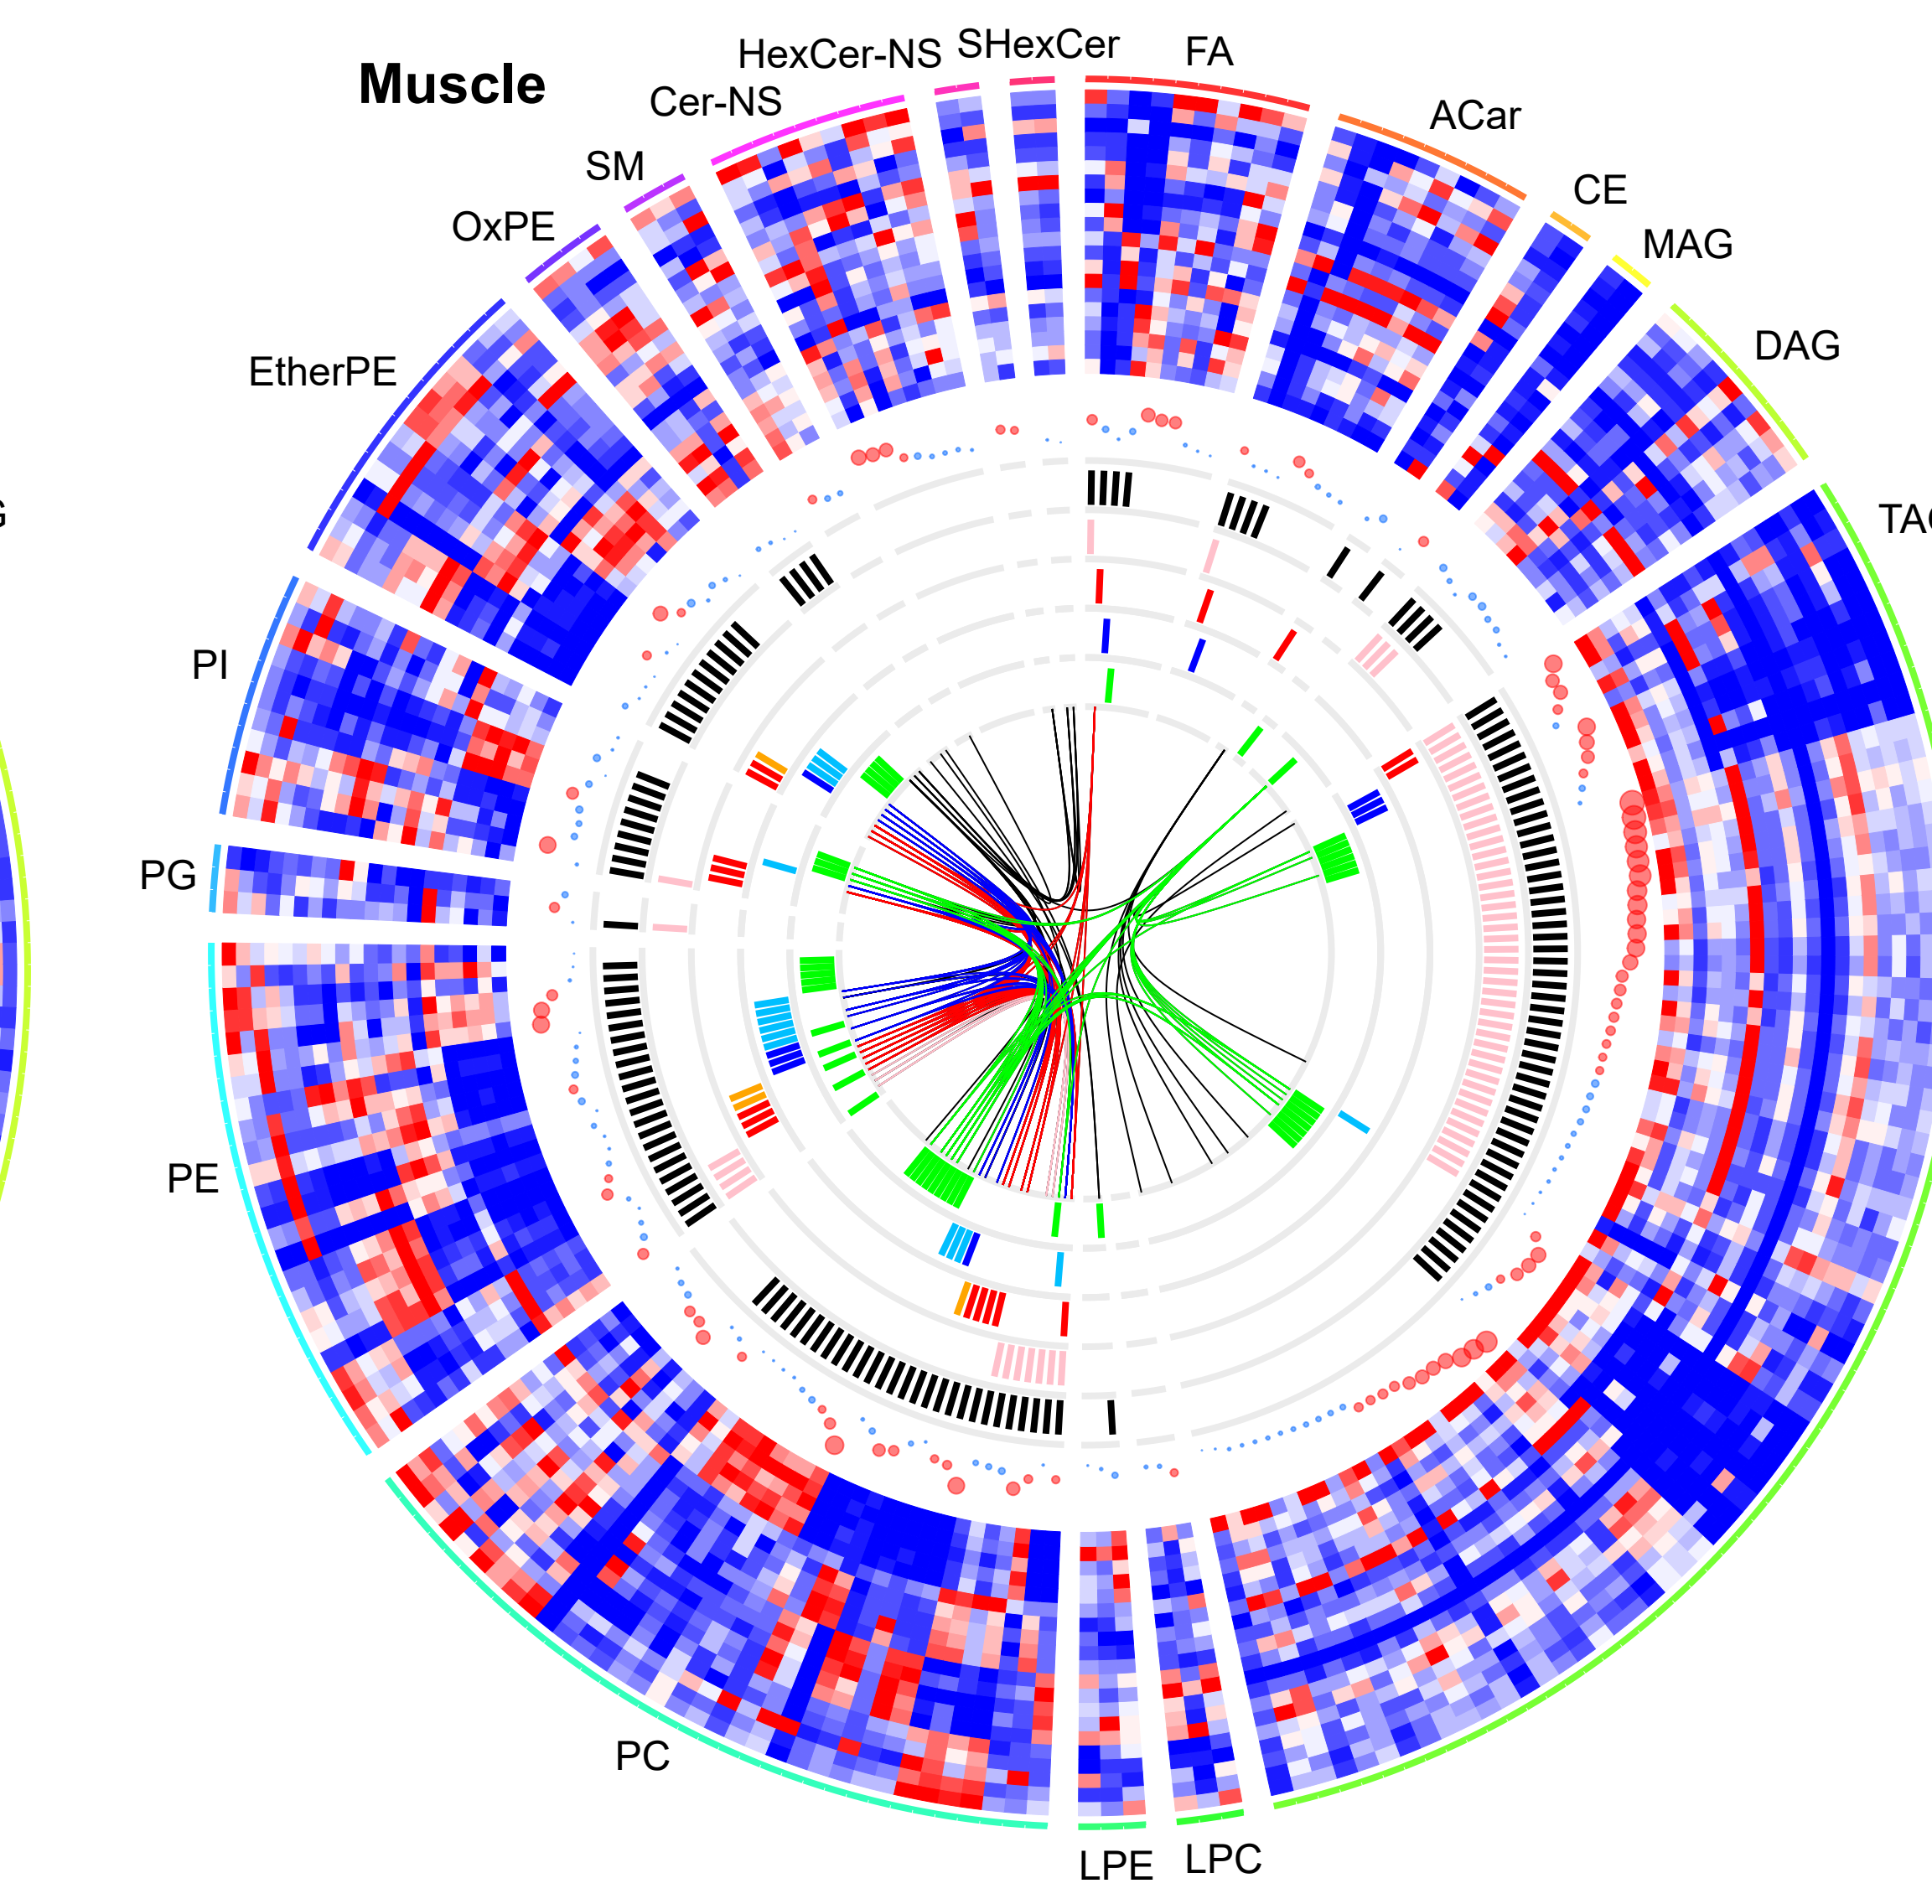 Muscle
HexCer-NS
SHexCer
FA
Cer-NS
ACar
SM
CE
OxPE
MAG
EtherPE
DAG
PI
PG
PE
PC
LPE
LPC